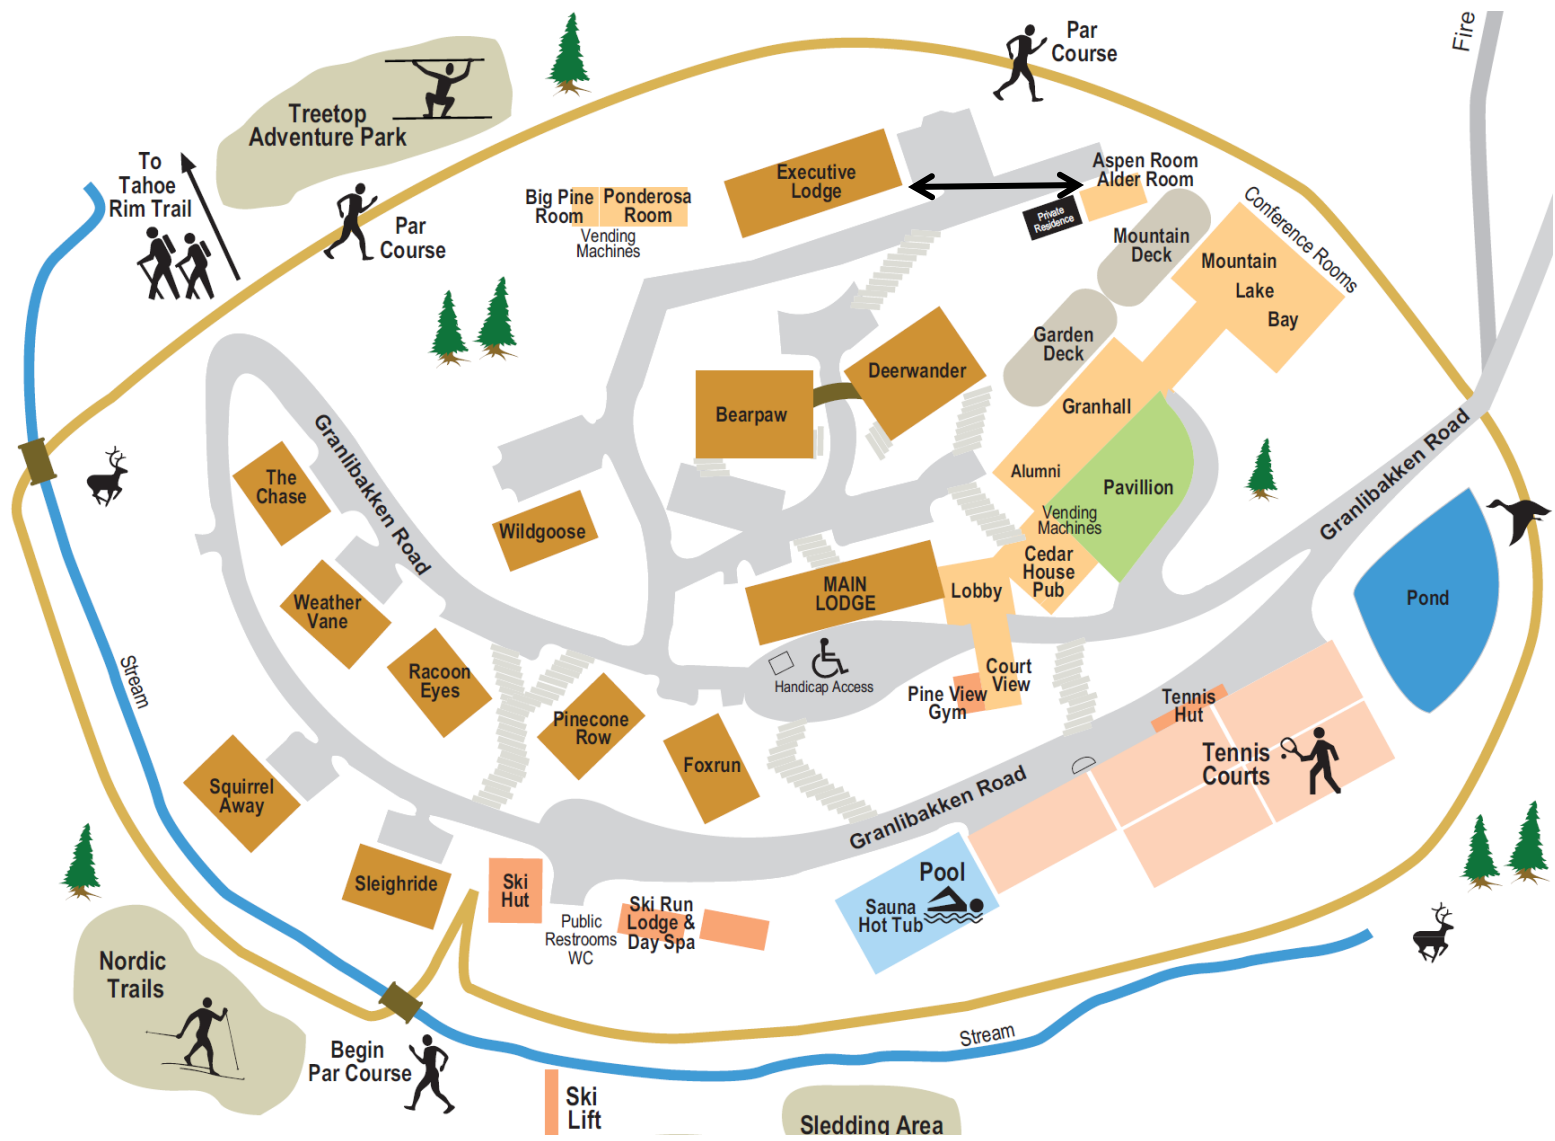 Fire
Par
Course
Treetop
Adventure Park
To
Tahoe
Rim Trail
Par
Course
Big Pine
Room
Ponderosa
Room
Vending
Machines
Executive
Lodge
Aspen Room
Alder Room
Private
Residence
Mountain
Deck
Conference Rooms
Mountain
Lake
Bay
Garden
Deck
Deerwander
Bearpaw
Granhall
Alumni
Pavillion
Vending
Machines
Cedar
House
Pub
Granlibakken Road
Granlibakken Road
The
Chase
Wildgoose
Weather
Vane
MAIN
LODGE
Lobby
Pond
Stream
Racoon
Eyes
Handicap Access
Court
View
Pine View
Gym
Pinecone
Row
Tennis
Hut
Tennis
Courts
Foxrun
Squirrel
Away
Granlibakken Road
Sleighride
Ski
Hut
Public
Restrooms
WC
Ski Run
Lodge &
Day Spa
Pool
Sauna
Hot Tub
Nordic
Trails
Stream
Begin
Par Course
Ski
Lift
Sledding Area